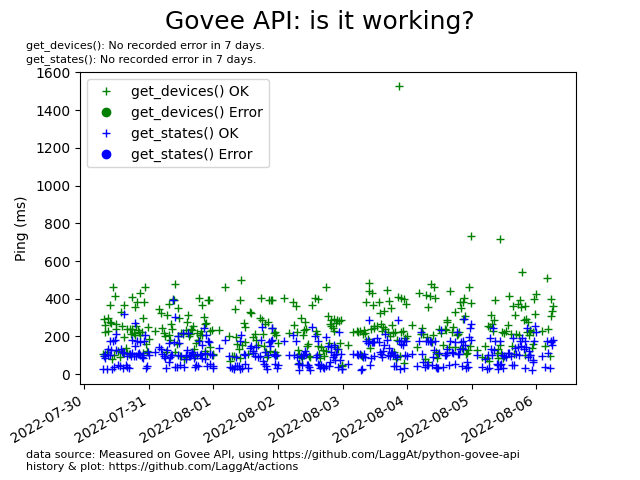 Govee API: is it working?
get_devices(): No recorded error in 7 days.
get_states(): No recorded error in 7 days.
get_devices() OK
get_devices() Error
get_states() OK
get_states() Error
Ping (ms)
1600
1400
1200
1000
800
600
400
200
0
2022-07-30
2022-07-31
2022-08-01
2022-08-02
2022-08-03
2022-08-04
2022-08-05
2022-08-06
data source: Measured on Govee API, using https://github.com/LaggAt/python-govee-api
history & plot: https://github.com/LaggAt/actions